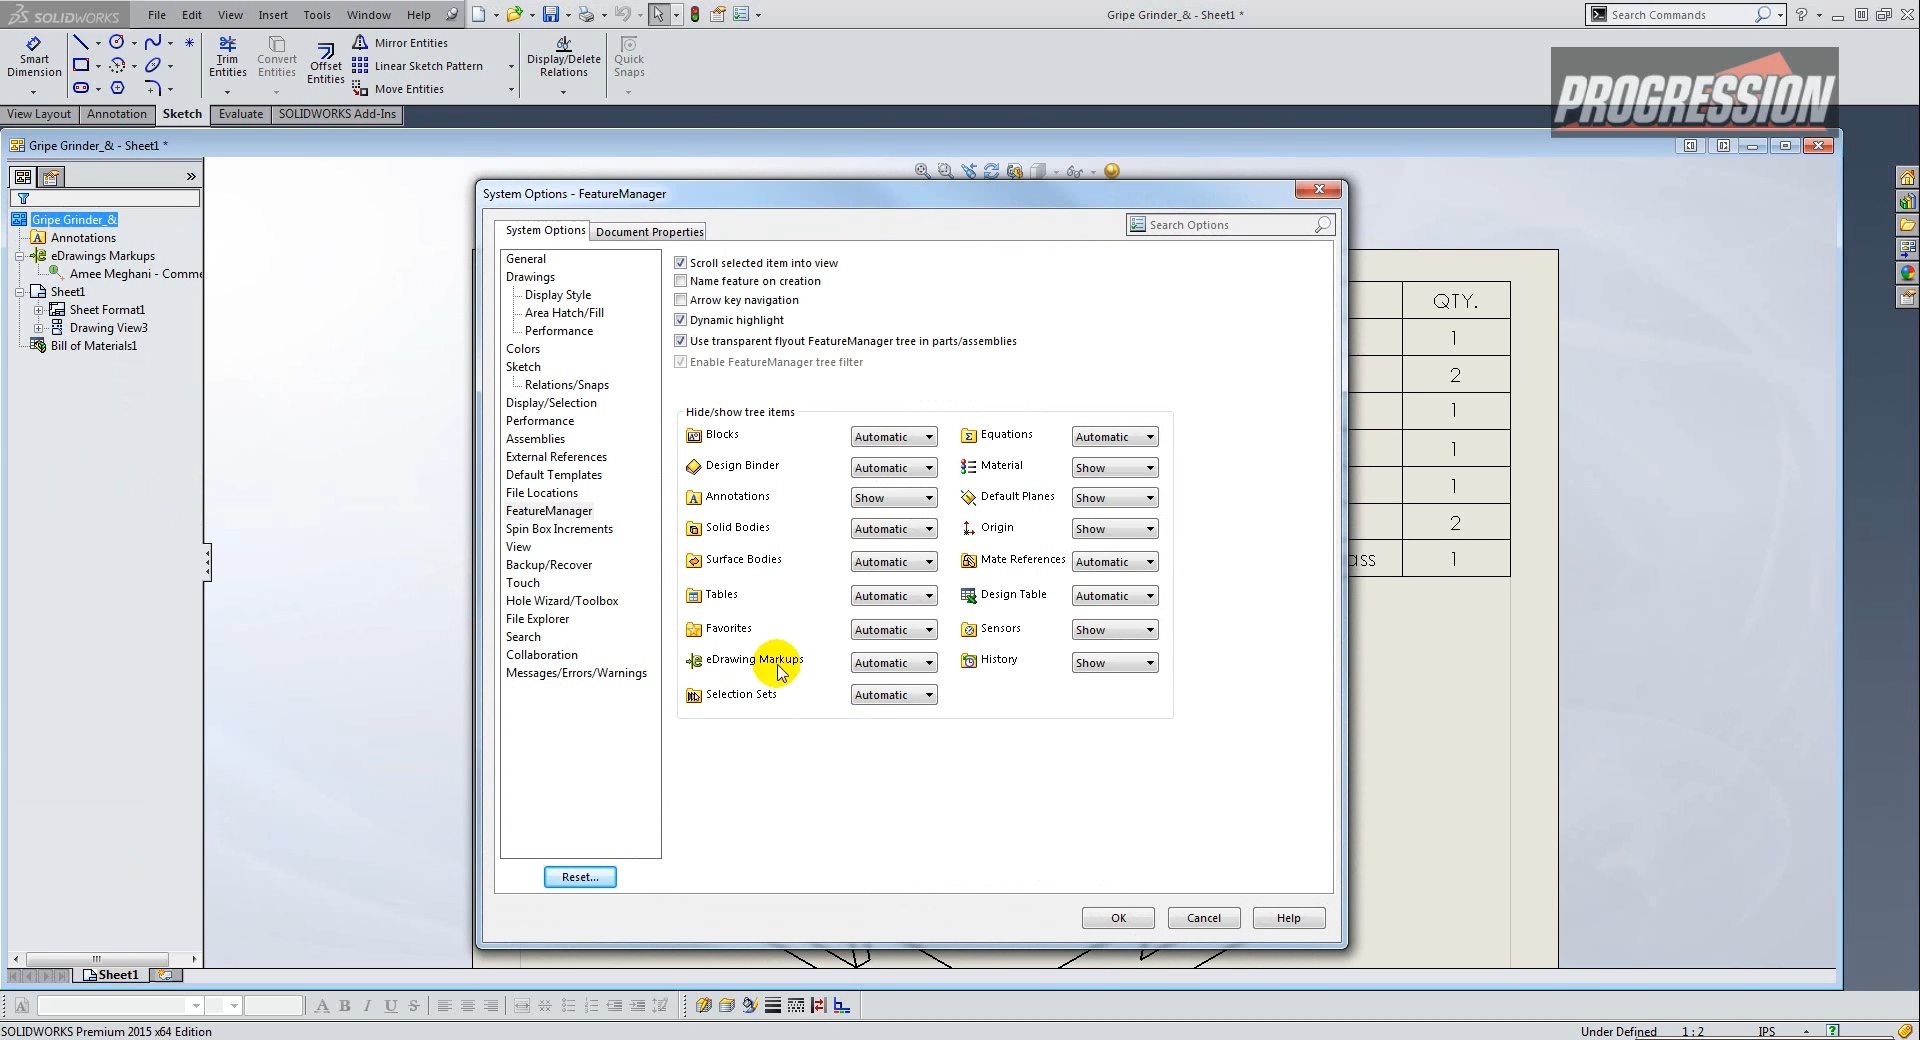 SOLIDWORKS File Edit View Insert Tools Window Help Gripe Grinder_& - Sheet1 * Search Commands
Smart Dimension
Trim Entities
Convert Entities
Offset Entities
Mirror Entities
Linear Sketch Pattern
Move Entities
Display/Delete Relations
Quick Snaps
PROGRESSION
View Layout Annotation Sketch Evaluate SOLIDWORKS Add-Ins
Gripe Grinder_& - Sheet1 *
Gripe Grinder_&
Annotations
eDrawings Markups
Amee Meghani - Comme
Sheet1
Sheet Format1
Drawing View3
Bill of Materials1
System Options - FeatureManager
System Options Document Properties Search Options
General
Drawings
Display Style
Area Hatch/Fill
Performance
Colors
Sketch
Relations/Snaps
Display/Selection
Performance
Assemblies
External References
Default Templates
File Locations
FeatureManager
Spin Box Increments
View
Backup/Recover
Touch
Hole Wizard/Toolbox
File Explorer
Search
Collaboration
Messages/Errors/Warnings
Reset...
Scroll selected item into view
Name feature on creation
Arrow key navigation
Dynamic highlight
Use transparent flyout FeatureManager tree in parts/assemblies
Enable FeatureManager tree filter
Hide/show tree items
Blocks Automatic Equations Automatic
Design Binder Automatic Material Show
Annotations Show Default Planes Show
Solid Bodies Automatic Origin Show
Surface Bodies Automatic Mate References Automatic
Tables Automatic Design Table Automatic
Favorites Automatic Sensors Show
eDrawing Markups Automatic History Show
Selection Sets Automatic
OK Cancel Help
QTY.
1
2
1
1
1
2
ass 1
Sheet1
SOLIDWORKS Premium 2015 x64 Edition Under Defined 1 : 2 IPS